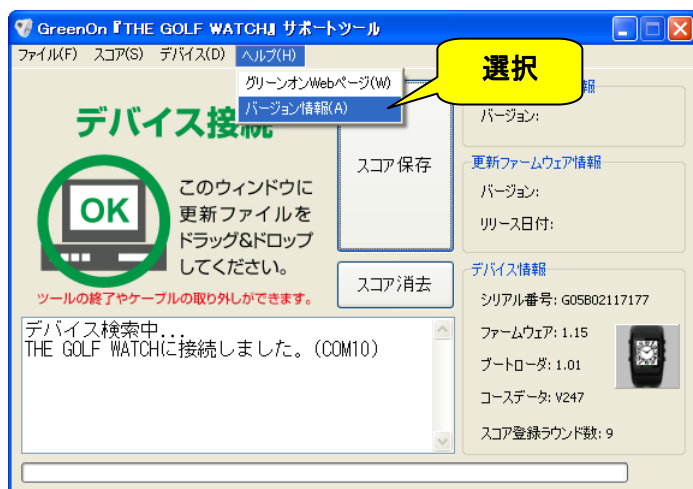 GreenOn『THE GOLF WATCH』サポートツール
ファイル(F) スコア(S) デバイス(D) ヘルプ(H)
グリーンオンWebページ(W)
バージョン情報(A)
選択
デバイス接続
OK
このウィンドウに
更新ファイルを
ドラッグ&ドロップ
してください。
ツールの終了やケーブルの取り外しができます。
スコア保存
スコア消去
バージョン:
更新ファームウェア情報
バージョン:
リリース日付:
デバイス情報
シリアル番号: G05B02117177
ファームウェア: 1.15
ブートローダ: 1.01
コースデータ: V247
スコア登録ラウンド数: 9
デバイス検索中...
THE GOLF WATCHに接続しました。(COM10)